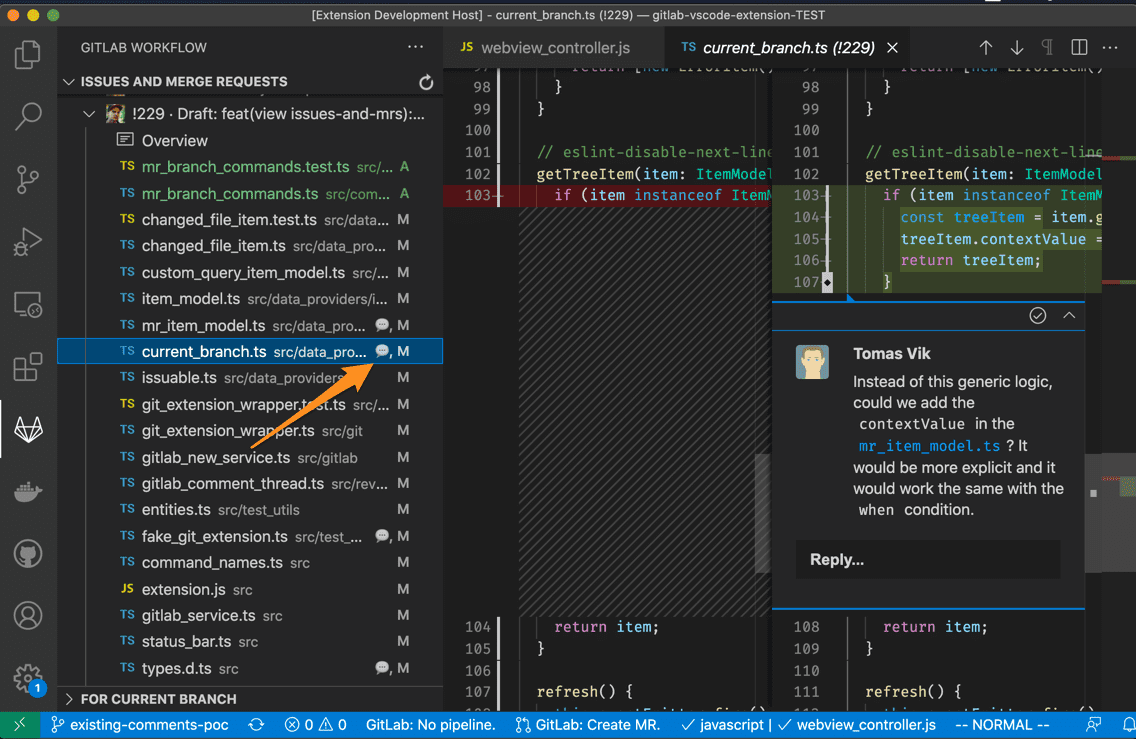 [Extension Development Host] - current_branch.ts (!229) — gitlab-vscode-extension-TEST
GITLAB WORKFLOW
JS webview_controller.js
TS current_branch.ts (!229)
ISSUES AND MERGE REQUESTS
!229 · Draft: feat(view issues-and-mrs):...
Overview
TS mr_branch_commands.test.ts src/... A
TS mr_branch_commands.ts src/com... A
TS changed_file_item.test.ts src/data... M
TS changed_file_item.ts src/data_pro... M
TS custom_query_item_model.ts src/... M
TS item_model.ts src/data_providers/i... M
TS mr_item_model.ts src/data_pro... , M
TS current_branch.ts src/data_pro... , M
TS issuable.ts src/data_providers M
TS git_extension_wrapper.test.ts src/... M
TS git_extension_wrapper.ts src/git M
TS gitlab_new_service.ts src/gitlab M
TS gitlab_comment_thread.ts src/rev... M
TS entities.ts src/test_utils M
TS fake_git_extension.ts src/test_... , M
TS command_names.ts src M
JS extension.js src M
TS gitlab_service.ts src M
TS status_bar.ts src M
TS types.d.ts src , M
FOR CURRENT BRANCH
1
97 return [new ErrorItem()
98 }
99 }
100
101 // eslint-disable-next-line
102 getTreeItem(item: ItemModel
103 if (item instanceof ItemM
104 return item;
105 }
106
107 refresh() {
98 }
99 }
100
101 // eslint-disable-next-line
102 getTreeItem(item: ItemModel
103 if (item instanceof ItemM
104 const treeItem = item.g
105 treeItem.contextValue =
106 return treeItem;
107 }
Tomas Vik
Instead of this generic logic,
could we add the
contextValue in the
mr_item_model.ts ? It
would be more explicit and it
would work the same with the
when condition.
Reply...
108 return item;
109 }
110
111 refresh() {
existing-comments-poc 0 0 GitLab: No pipeline. GitLab: Create MR. javascript | webview_controller.js -- NORMAL --